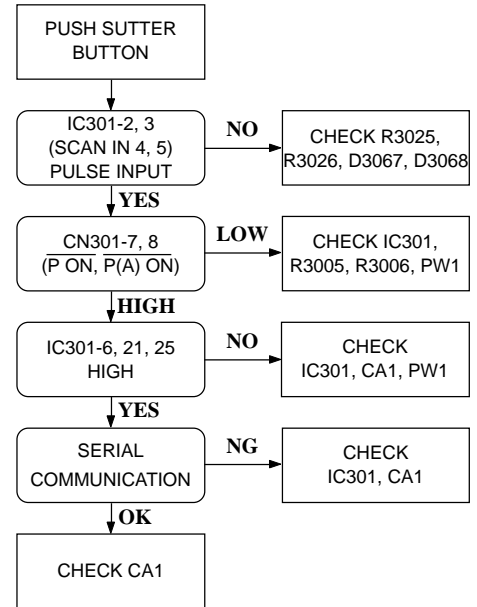 PUSH SUTTER
BUTTON
IC301-2, 3
(SCAN IN 4, 5)
PULSE INPUT
NO
CHECK R3025,
R3026, D3067, D3068
YES
CN301-7, 8
(P ON, P(A) ON)
LOW
CHECK IC301,
R3005, R3006, PW1
HIGH
IC301-6, 21, 25
HIGH
NO
CHECK
IC301, CA1, PW1
YES
SERIAL
COMMUNICATION
NG
CHECK
IC301, CA1
OK
CHECK CA1